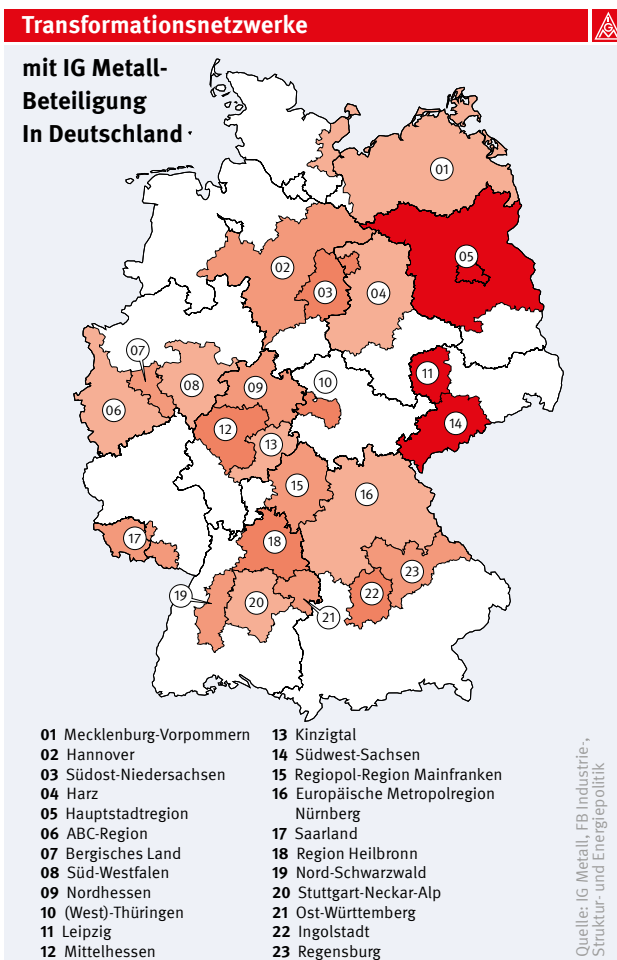 Transformationsnetzwerke
IGM
mit IG Metall-
Beteiligung
In Deutschland
01
05
02
03
04
07
08
09
10
11
06
12
13
14
15
16
17
18
23
19
20
22
21
01 Mecklenburg-Vorpommern
02 Hannover
03 Südost-Niedersachsen
04 Harz
05 Hauptstadtregion
06 ABC-Region
07 Bergisches Land
08 Süd-Westfalen
09 Nordhessen
10 (West)-Thüringen
11 Leipzig
12 Mittelhessen
13 Kinzigtal
14 Südwest-Sachsen
15 Regiopol-Region Mainfranken
16 Europäische Metropolregion
Nürnberg
17 Saarland
18 Region Heilbronn
19 Nord-Schwarzwald
20 Stuttgart-Neckar-Alp
21 Ost-Württemberg
22 Ingolstadt
23 Regensburg
Quelle: IG Metall, FB Industrie-,
Struktur- und Energiepolitik